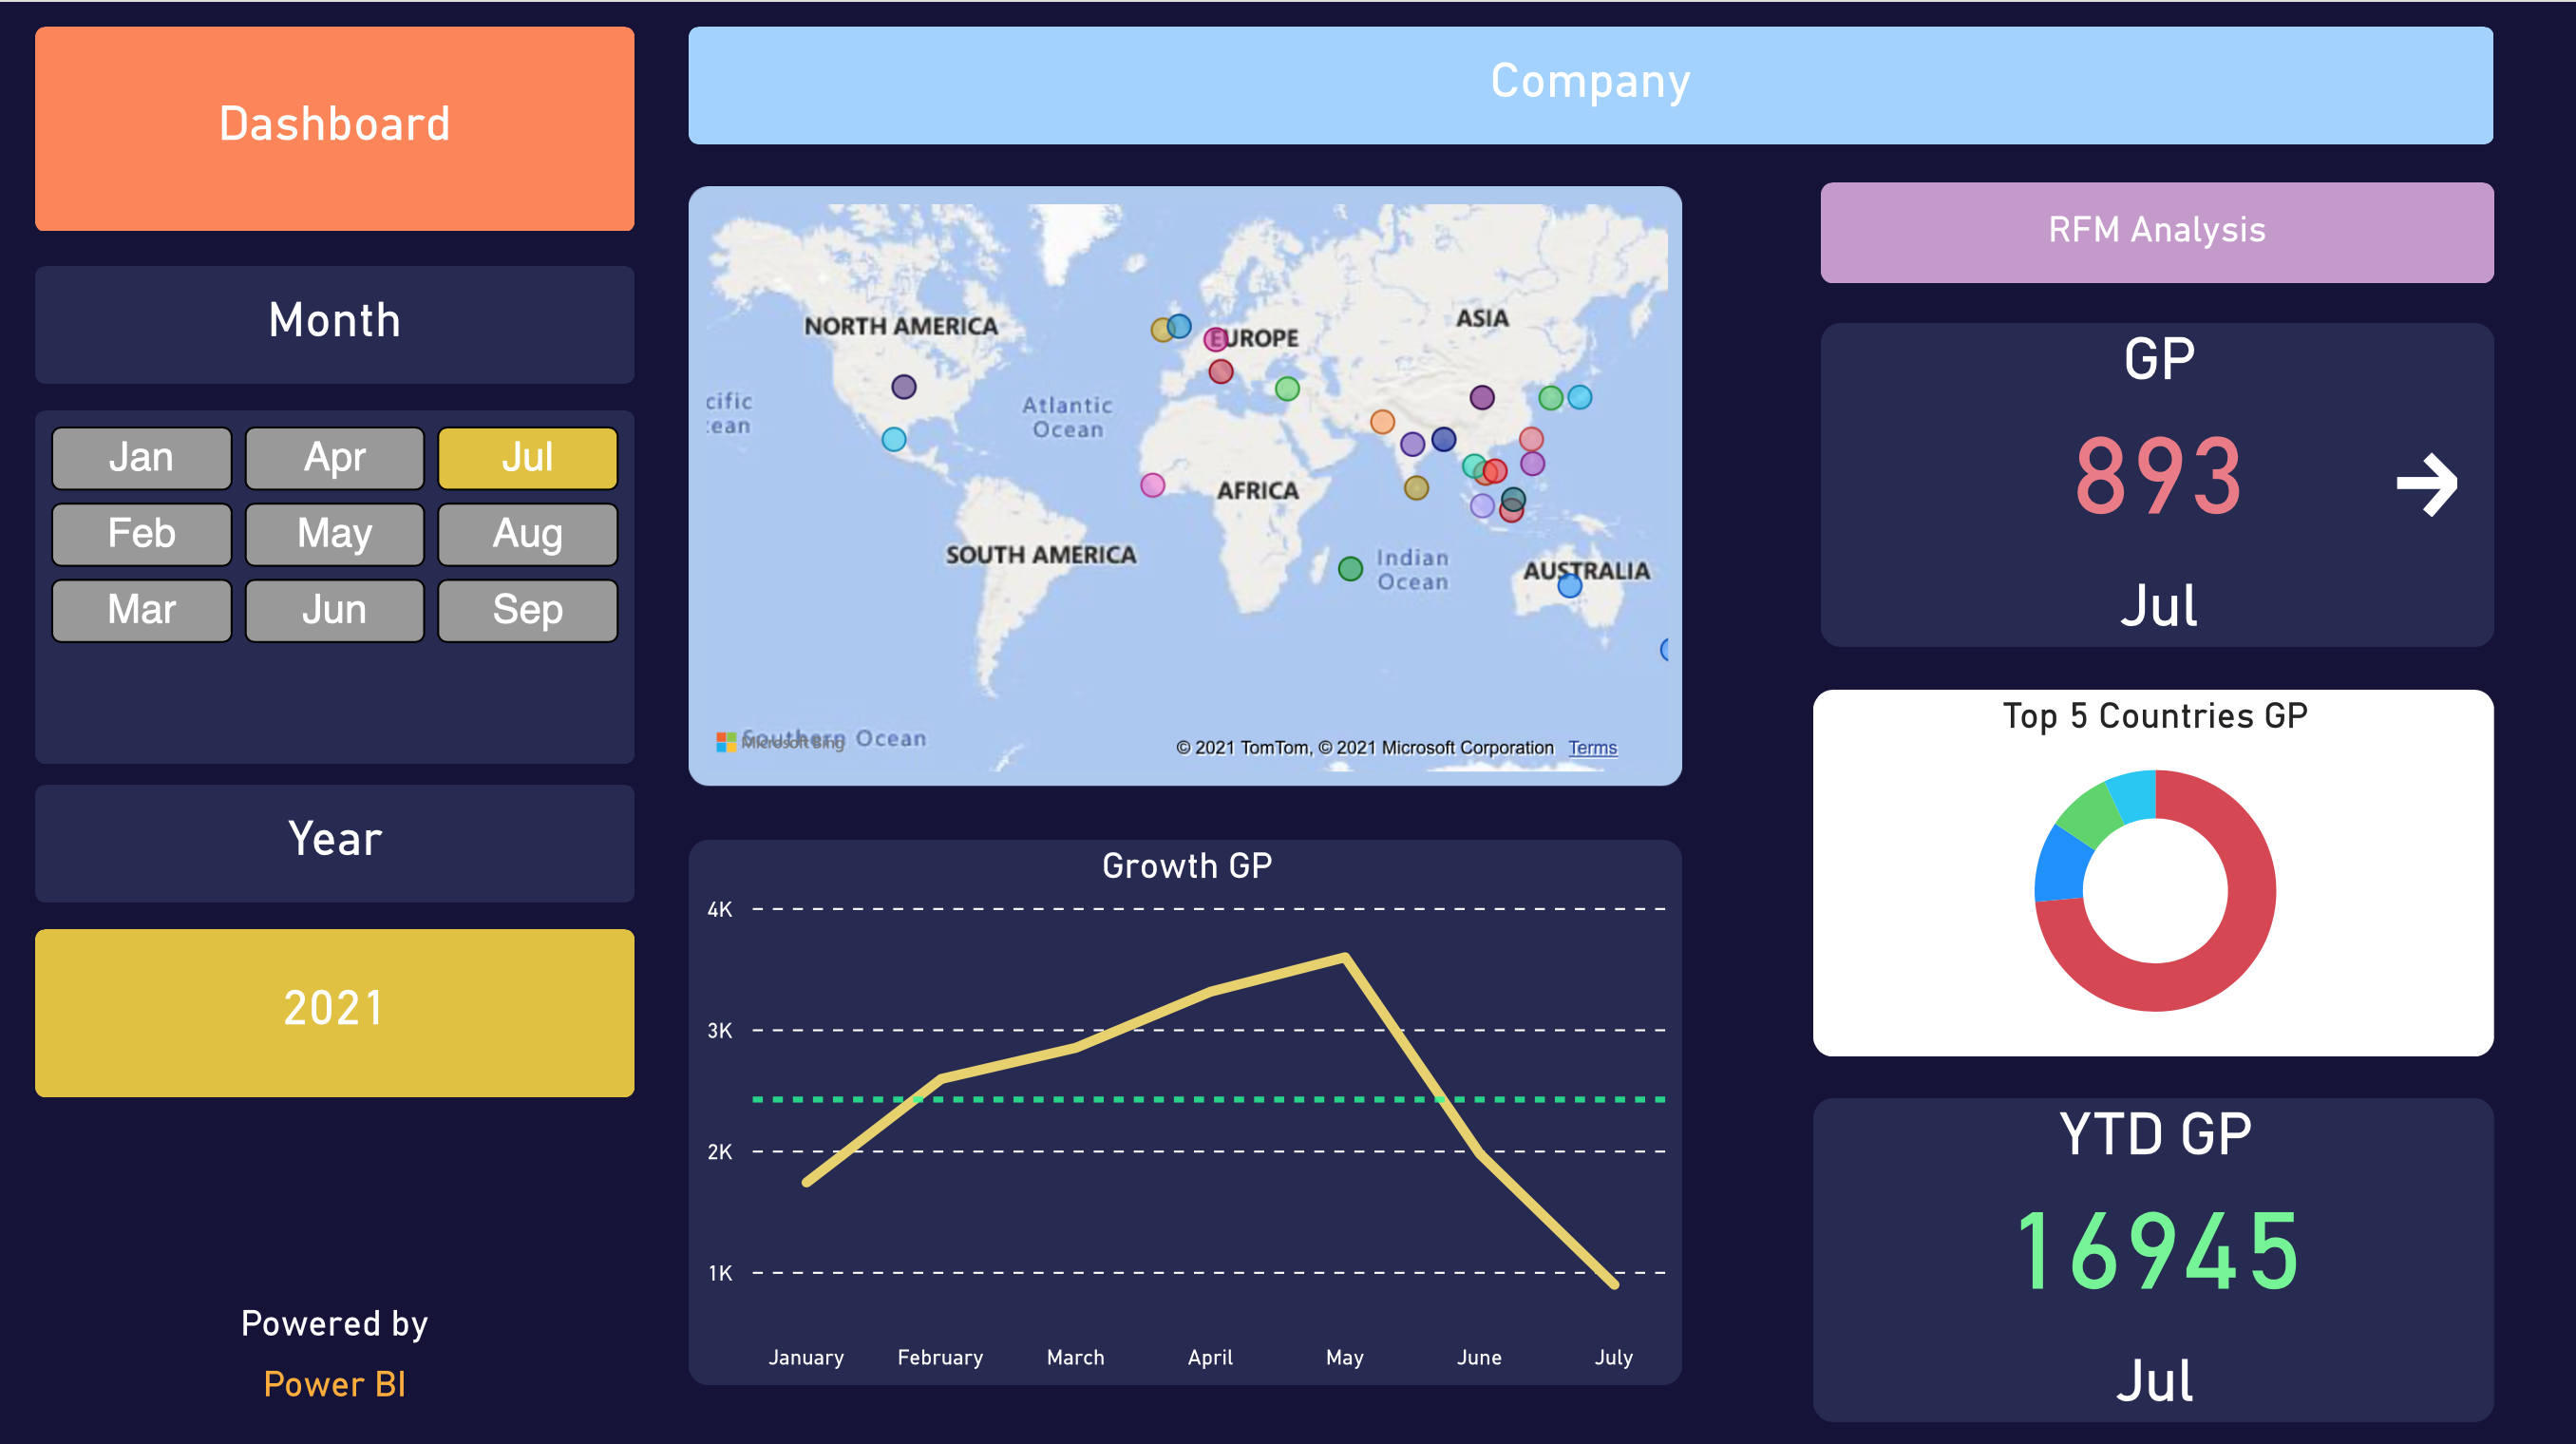 Dashboard
Company
Month
Jan Apr Jul
Feb May Aug
Mar Jun Sep
Year
2021
Powered by
Power BI
NORTH AMERICA
EUROPE
ASIA
cific
Atlantic
Ocean
AFRICA
SOUTH AMERICA
Indian
Ocean
AUSTRALIA
Southern Ocean
Microsoft Bing
© 2021 TomTom, © 2021 Microsoft Corporation Terms
Growth GP
4K
3K
2K
1K
January February March April May June July
RFM Analysis
GP
893
Jul
Top 5 Countries GP
YTD GP
16945
Jul